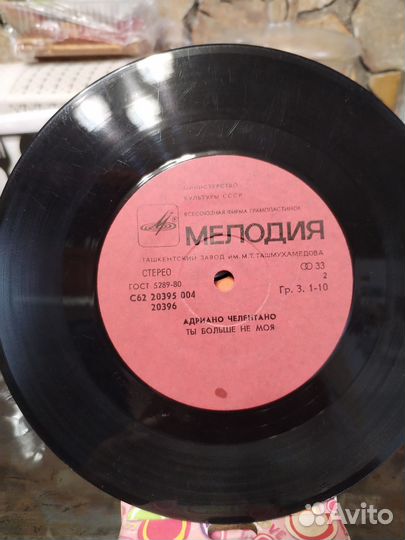 МИНИСТЕРСТВО
КУЛЬТУРЫ СССР
ВСЕСОЮЗНАЯ ФИРМА ГРАМПЛАСТИНОК
МЕЛОДИЯ
ТАШКЕНТСКИЙ ЗАВОД ИМ. М.Т. ТАШМУХАМЕДОВА
СТЕРЕО 33
ГОСТ 5289-80 2
С62 20395 004 Гр. 3. 1-10
20396
АДРИАНО ЧЕЛЕНТАНО
ТЫ БОЛЬШЕ НЕ МОЯ
Avito